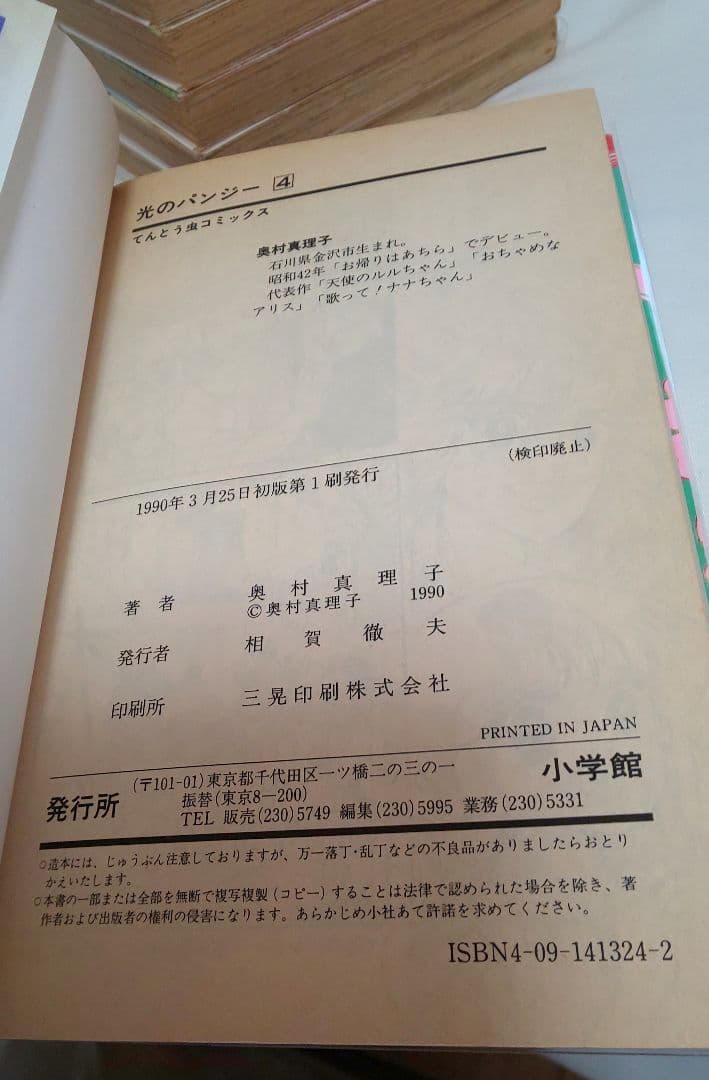 光のパンジー 4
てんとう虫コミックス
奥村真理子
石川県金沢市生まれ。
昭和42年「お帰りはあちら」でデビュー。
代表作「天使のルルちゃん」「おちゃめな
アリス」「歌って！ナナちゃん」
1990年3月25日初版第1刷発行
(検印廃止)
著者 奥村真理子
©奥村真理子 1990
発行者 相賀徹夫
印刷所 三晃印刷株式会社
PRINTED IN JAPAN
発行所 (〒101-01)東京都千代田区一ツ橋二の三の一 小学館
振替(東京8—200)
TEL 販売(230)5749 編集(230)5995 業務(230)5331
○造本には、じゅうぶん注意しておりますが、万一落丁・乱丁などの不良品がありましたらおとり
かえいたします。
○本書の一部または全部を無断で複写複製(コピー)することは法律で認められた場合を除き、著
作者および出版者の権利の侵害になります。あらかじめ小社あて許諾を求めてください。
ISBN4-09-141324-2